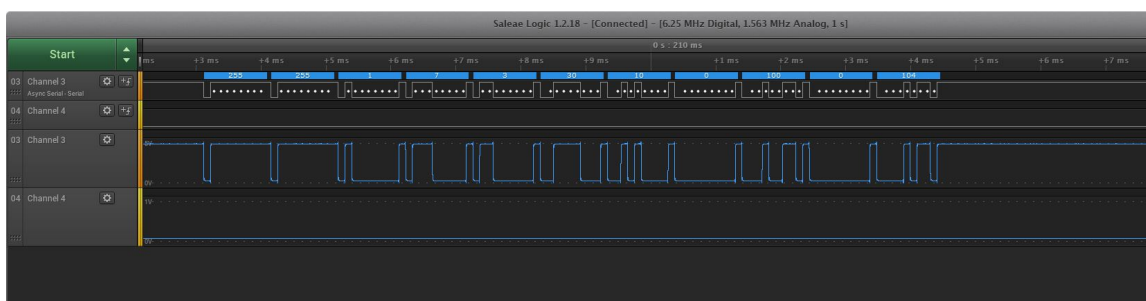 Saleae Logic 1.2.18 - [Connected] - [6.25 MHz Digital, 1.563 MHz Analog, 1 s]
Start
0 s : 210 ms
ms +3 ms +4 ms +5 ms +6 ms +7 ms +8 ms +9 ms +1 ms +2 ms +3 ms +4 ms +5 ms +6 ms +7 ms
03 Channel 3
Async Serial - Serial
255 255 1 7 3 30 10 0 100 0 104
04 Channel 4
03 Channel 3
5V
0V
04 Channel 4
1V
0V